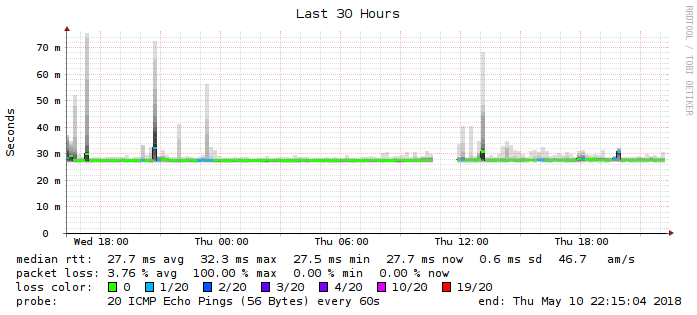 Last 30 Hours
RRDTOOL / TOBI OETIKER
Seconds
70 m
60 m
50 m
40 m
30 m
20 m
10 m
0
Wed 18:00 Thu 00:00 Thu 06:00 Thu 12:00 Thu 18:00
median rtt: 27.7 ms avg 32.3 ms max 27.5 ms min 27.7 ms now 0.6 ms sd 46.7 am/s
packet loss: 3.76 % avg 100.00 % max 0.00 % min 0.00 % now
loss color: 0 1/20 2/20 3/20 4/20 10/20 19/20
probe: 20 ICMP Echo Pings (56 Bytes) every 60s end: Thu May 10 22:15:04 2018